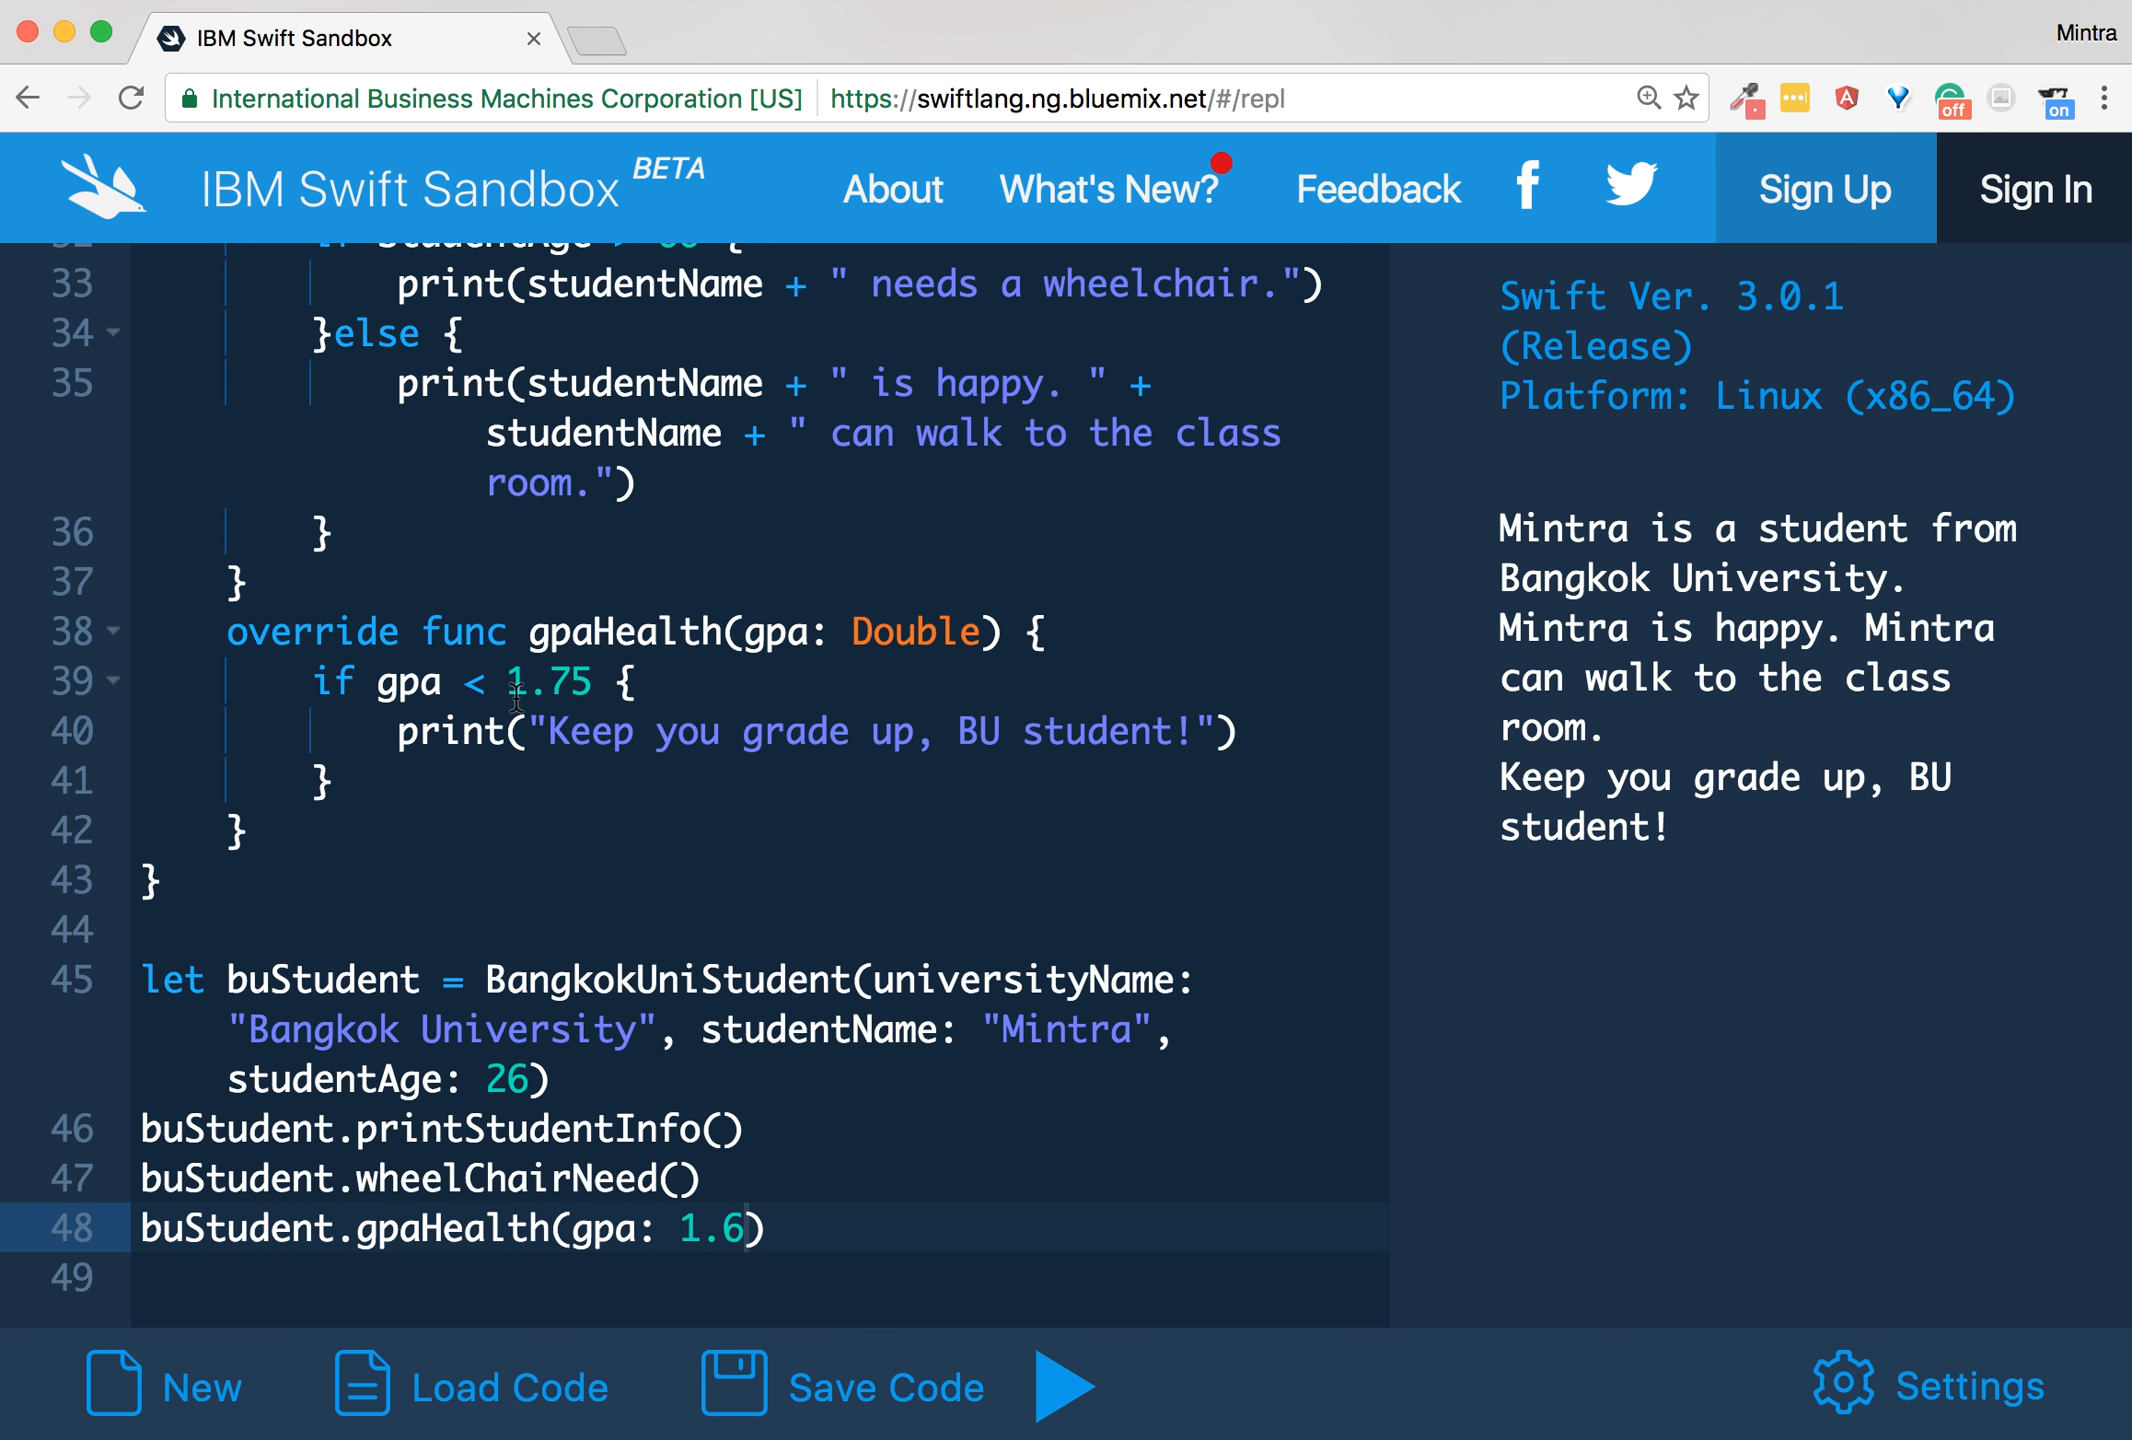 IBM Swift Sandbox
Mintra
International Business Machines Corporation [US] https://swiftlang.ng.bluemix.net/#/repl
off
on
IBM Swift Sandbox BETA About What's New? Feedback Sign Up Sign In
33 print(studentName + " needs a wheelchair.")
34 }else {
35 print(studentName + " is happy. " +
studentName + " can walk to the class
room.")
36 }
37 }
38 override func gpaHealth(gpa: Double) {
39 if gpa < 1.75 {
40 print("Keep you grade up, BU student!")
41 }
42 }
43 }
44
45 let buStudent = BangkokUniStudent(universityName:
"Bangkok University", studentName: "Mintra",
studentAge: 26)
46 buStudent.printStudentInfo()
47 buStudent.wheelChairNeed()
48 buStudent.gpaHealth(gpa: 1.6)
49
Swift Ver. 3.0.1
(Release)
Platform: Linux (x86_64)
Mintra is a student from
Bangkok University.
Mintra is happy. Mintra
can walk to the class
room.
Keep you grade up, BU
student!
New Load Code Save Code Settings